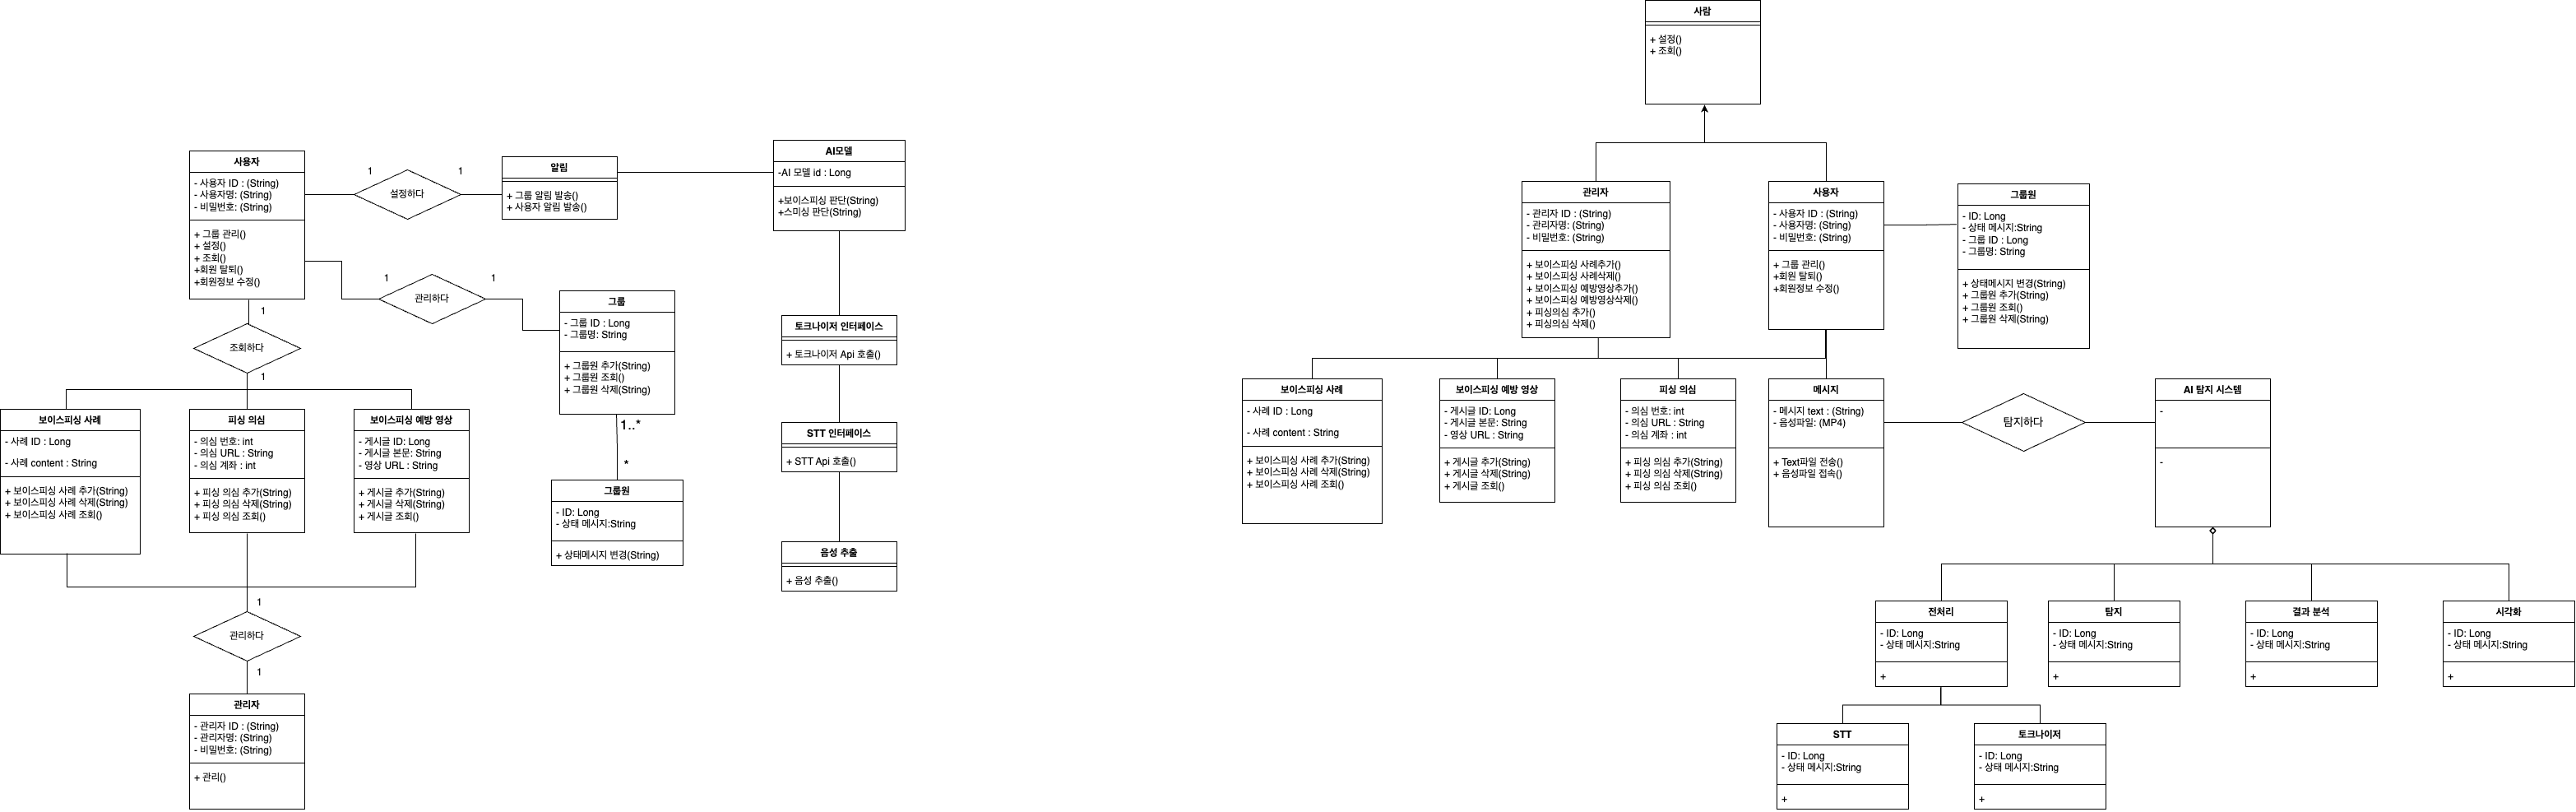 사용자
- 사용자 ID : (String)
- 사용자명: (String)
- 비밀번호: (String)
+ 그룹 관리()
+ 설정()
+ 조회()
+회원 탈퇴()
+회원정보 수정()
1
설정하다
1
알림
+ 그룹 알림 발송()
+ 사용자 알림 발송()
AI모델
-AI 모델 id : Long
+보이스피싱 판단(String)
+스미싱 판단(String)
1
관리하다
1
그룹
- 그룹 ID : Long
- 그룹명: String
+ 그룹원 추가(String)
+ 그룹원 조회()
+ 그룹원 삭제(String)
1..*
*
그룹원
- ID: Long
- 상태 메시지:String
+ 상태메시지 변경(String)
토크나이저 인터페이스
+ 토크나이저 Api 호출()
STT 인터페이스
+ STT Api 호출()
음성 추출
+ 음성 추출()
1
조회하다
1
보이스피싱 사례
- 사례 ID : Long
- 사례 content : String
+ 보이스피싱 사례 추가(String)
+ 보이스피싱 사례 삭제(String)
+ 보이스피싱 사례 조회()
피싱 의심
- 의심 번호: int
- 의심 URL : String
- 의심 계좌 : int
+ 피싱 의심 추가(String)
+ 피싱 의심 삭제(String)
+ 피싱 의심 조회()
보이스피싱 예방 영상
- 게시글 ID: Long
- 게시글 본문: String
- 영상 URL : String
+ 게시글 추가(String)
+ 게시글 삭제(String)
+ 게시글 조회()
1
관리하다
1
관리자
- 관리자 ID : (String)
- 관리자명: (String)
- 비밀번호: (String)
+ 관리()
사람
+ 설정()
+ 조회()
관리자
- 관리자 ID : (String)
- 관리자명: (String)
- 비밀번호: (String)
+ 보이스피싱 사례추가()
+ 보이스피싱 사례삭제()
+ 보이스피싱 예방영상추가()
+ 보이스피싱 예방영상삭제()
+ 피싱의심 추가()
+ 피싱의심 삭제()
사용자
- 사용자 ID : (String)
- 사용자명: (String)
- 비밀번호: (String)
+ 그룹 관리()
+회원 탈퇴()
+회원정보 수정()
그룹원
- ID: Long
- 상태 메시지:String
- 그룹 ID : Long
- 그룹명: String
+ 상태메시지 변경(String)
+ 그룹원 추가(String)
+ 그룹원 조회()
+ 그룹원 삭제(String)
보이스피싱 사례
- 사례 ID : Long
- 사례 content : String
+ 보이스피싱 사례 추가(String)
+ 보이스피싱 사례 삭제(String)
+ 보이스피싱 사례 조회()
보이스피싱 예방 영상
- 게시글 ID: Long
- 게시글 본문: String
- 영상 URL : String
+ 게시글 추가(String)
+ 게시글 삭제(String)
+ 게시글 조회()
피싱 의심
- 의심 번호: int
- 의심 URL : String
- 의심 계좌 : int
+ 피싱 의심 추가(String)
+ 피싱 의심 삭제(String)
+ 피싱 의심 조회()
메시지
- 메시지 text : (String)
- 음성파일: (MP4)
+ Text파일 전송()
+ 음성파일 접속()
탐지하다
AI 탐지 시스템
-
-
전처리
- ID: Long
- 상태 메시지:String
+
탐지
- ID: Long
- 상태 메시지:String
+
결과 분석
- ID: Long
- 상태 메시지:String
+
시각화
- ID: Long
- 상태 메시지:String
+
STT
- ID: Long
- 상태 메시지:String
+
토크나이저
- ID: Long
- 상태 메시지:String
+